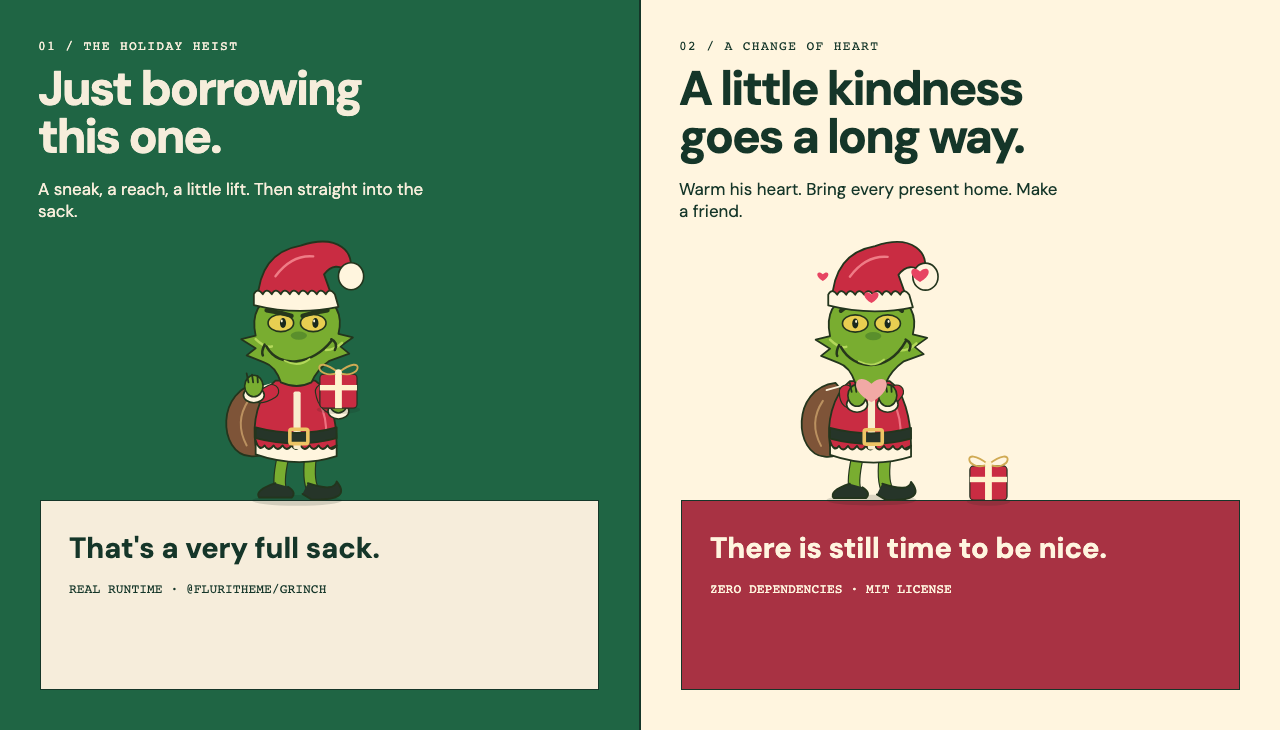 01 / THE HOLIDAY HEIST
Just borrowing
this one.
A sneak, a reach, a little lift. Then straight into the
sack.
That's a very full sack.
REAL RUNTIME · @FLURITHEME/GRINCH
02 / A CHANGE OF HEART
A little kindness
goes a long way.
Warm his heart. Bring every present home. Make
a friend.
There is still time to be nice.
ZERO DEPENDENCIES · MIT LICENSE